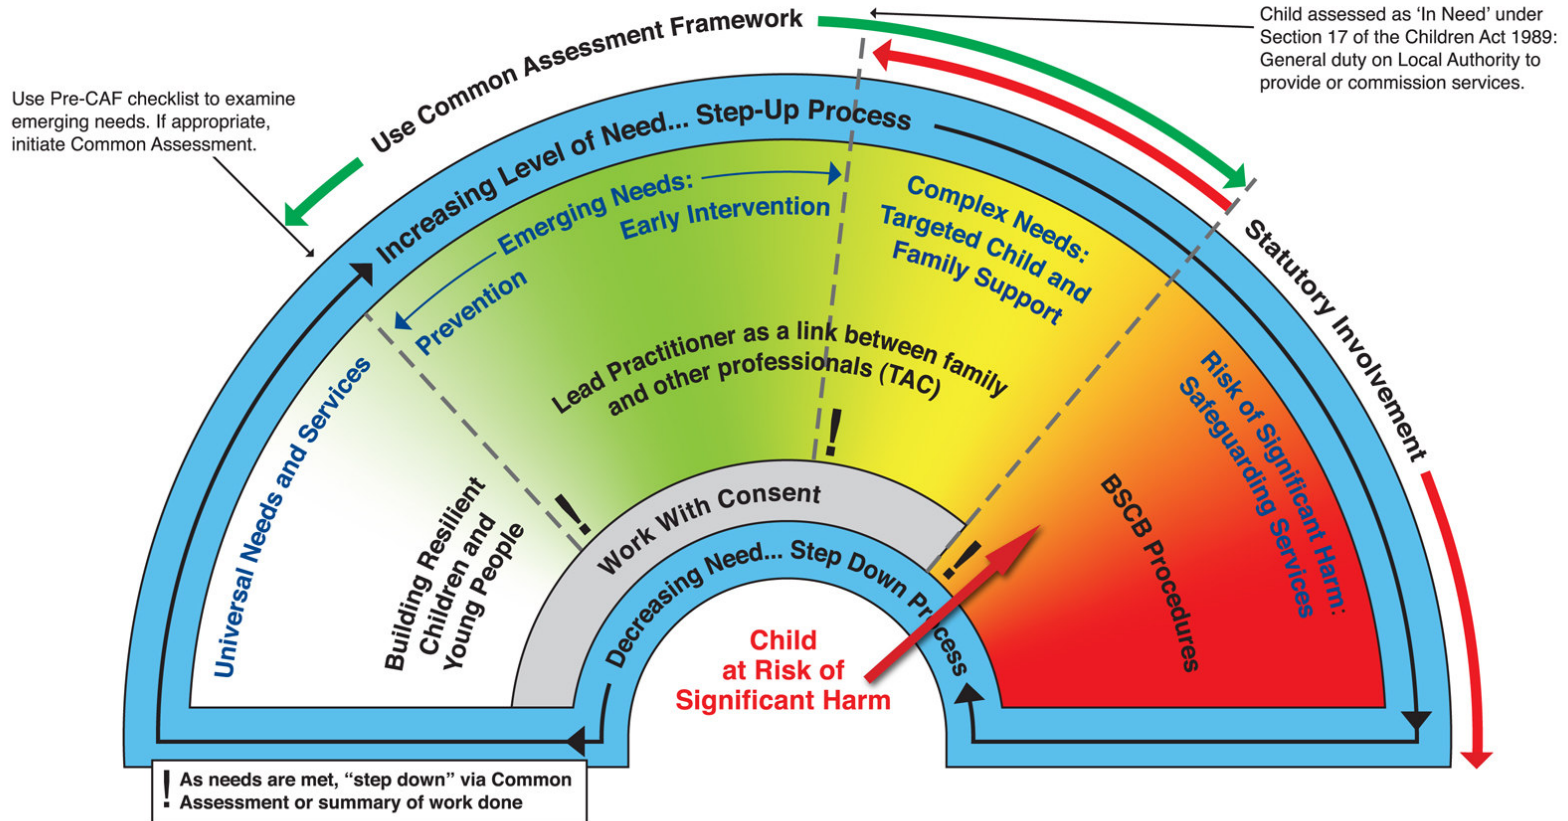 Use Common Assessment Framework
Child assessed as ‘In Need’ under
Section 17 of the Children Act 1989:
General duty on Local Authority to
provide or commission services.
Use Pre-CAF checklist to examine
emerging needs. If appropriate,
initiate Common Assessment.
Increasing Level of Need... Step-Up Process
Emerging Needs:
Early Intervention
Prevention
Complex Needs:
Targeted Child and
Family Support
Statutory Involvement
Lead Practitioner as a link between family
and other professionals (TAC)
Universal Needs and Services
Building Resilient
Children and
Young People
!
!
!
Risk of Significant Harm:
Safeguarding Services
BSCB Procedures
Work With Consent
Decreasing Need... Step Down Process
Child
at Risk of
Significant Harm
! As needs are met, “step down” via Common
Assessment or summary of work done